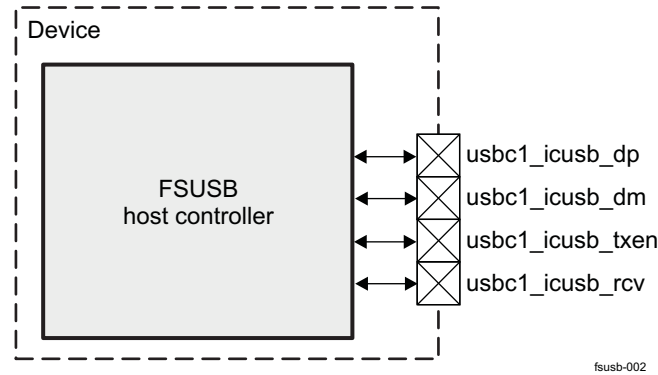 Device
FSUSB
host controller
usbc1_icusb_dp
usbc1_icusb_dm
usbc1_icusb_txen
usbc1_icusb_rcv
fsusb-002